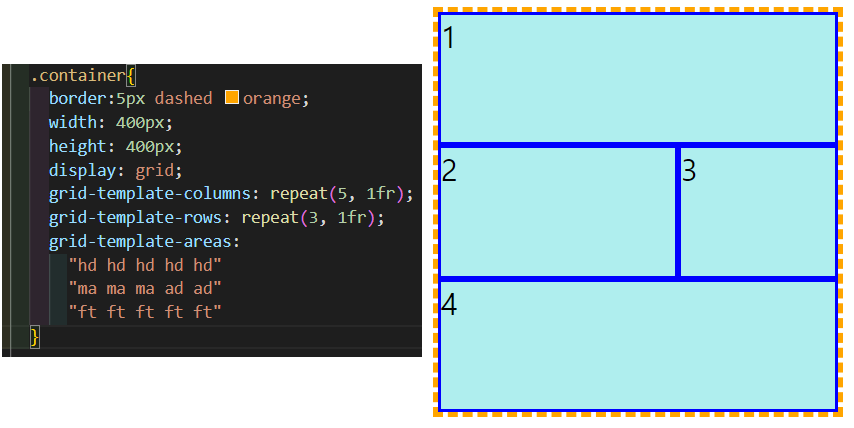 .container{
border:5px dashed orange;
width: 400px;
height: 400px;
display: grid;
grid-template-columns: repeat(5, 1fr);
grid-template-rows: repeat(3, 1fr);
grid-template-areas:
"hd hd hd hd hd"
"ma ma ma ad ad"
"ft ft ft ft ft"
}
1
2 3
4